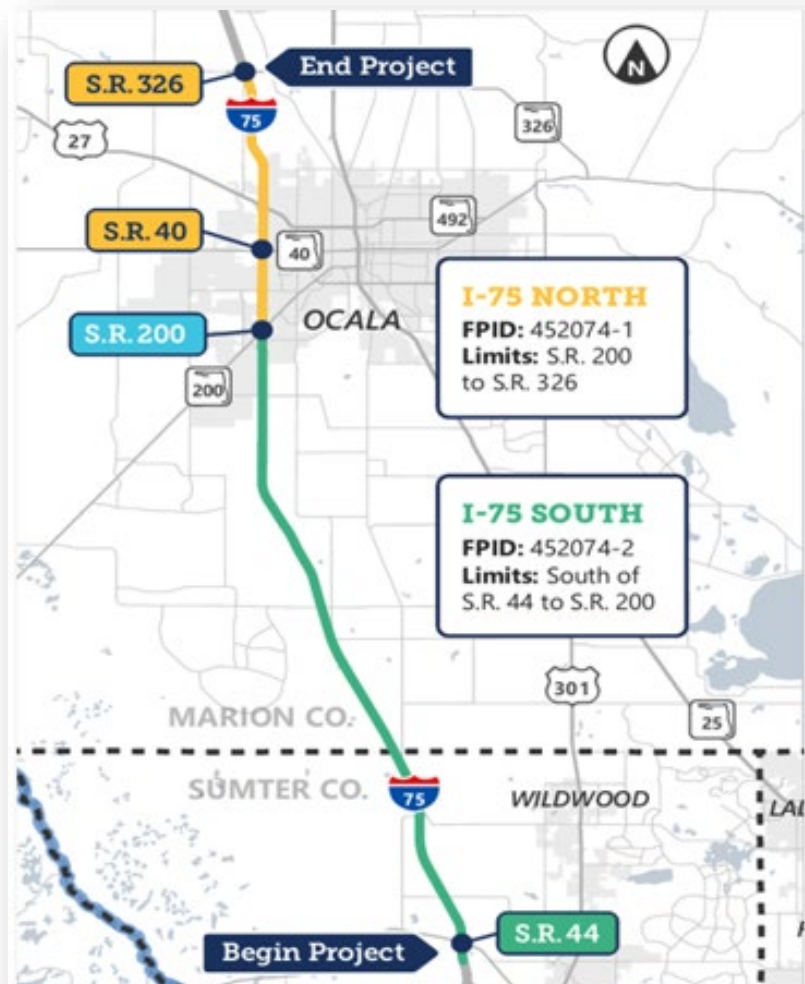 End Project
N
S.R. 326
75
27
326
492
S.R. 40
40
I-75 NORTH
FPID: 452074-1
Limits: S.R. 200
to S.R. 326
S.R. 200
OCALA
200
I-75 SOUTH
FPID: 452074-2
Limits: South of
S.R. 44 to S.R. 200
301
25
MARION CO.
SUMTER CO.
75
WILDWOOD
LAD
S.R. 44
Begin Project